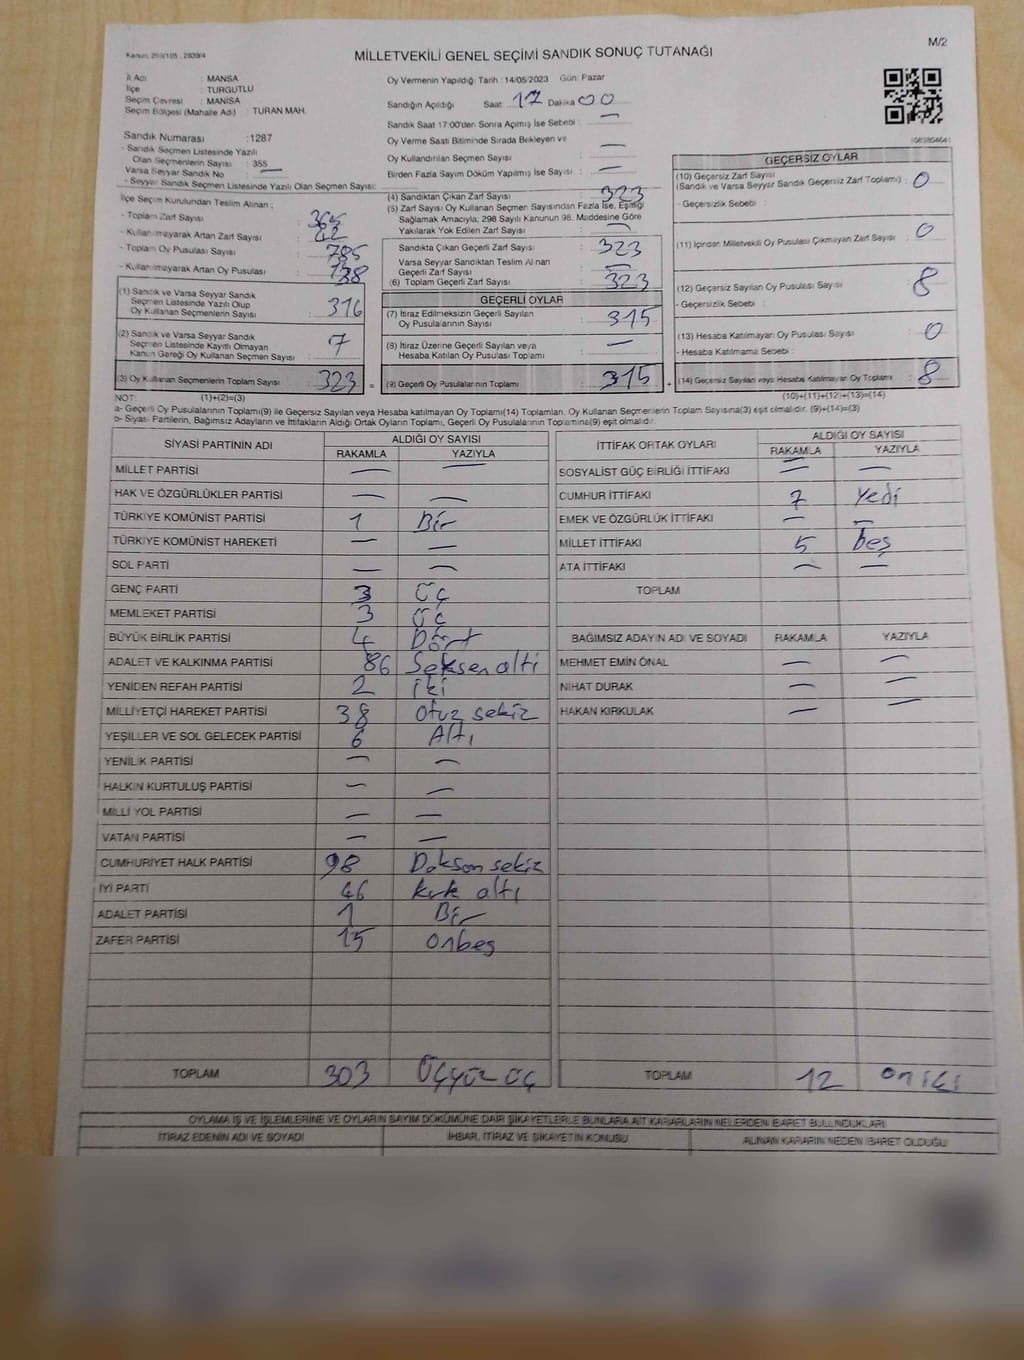 M/2
MİLLETVEKİLİ GENEL SEÇİMİ SANDIK SONUÇ TUTANAĞI
İl Adı : MANİSA
İlçe : TURGUTLU
Seçim Çevresi : MANİSA
Seçim Bölgesi (Mahalle Adı) : TURAN MAH.
Oy Vermenin Yapıldığı Tarih : 14/05/2023 Gün: Pazar
Sandığın Açıldığı Saat 17 Dakika 00
Sandık Saat 17:00'den Sonra Açımış İse Sebebi : —
Oy Verme Saati Bitiminde Sırada Bekleyen ve
Oy Kullandırılan Seçmen Sayısı : —
Birden Fazla Sayım Döküm Yapılmış İse Sayısı : —
Sandık Numarası : 1287
- Sandık Seçmen Listesinde Yazılı
Olan Seçmenlerin Sayısı : 355
Varsa Seyyar Sandık No —
- Seyyar Sandık Seçmen Listesinde Yazılı Olan Seçmen Sayısı:
İlçe Seçim Kurulundan Teslim Alınan ;
- Toplam Zarf Sayısı : 365
- Kullanılmayarak Artan Zarf Sayısı : 42
- Toplam Oy Pusulası Sayısı : 785
- Kullanılmayarak Artan Oy Pusulası
(1) Sandık ve Varsa Seyyar Sandık
Seçmen Listesinde Yazılı Olup
Oy Kullanan Seçmenlerin Sayısı : 316
(2) Sandık ve Varsa Seyyar Sandık
Seçmen Listesinde Kayıtlı Olmayan
Kanun Gereği Oy Kullanan Seçmen Sayısı : 7
(3) Oy Kullanan Seçmenlerin Toplam Sayısı : 323 =
(4) Sandıktan Çıkan Zarf Sayısı : 323
(5) Zarf Sayısı Oy Kullanan Seçmen Sayısından Fazla İse, Eşitliği
Sağlamak Amacıyla; 298 Sayılı Kanunun 98. Maddesine Göre
Yakılarak Yok Edilen Zarf Sayısı : —
Sandıkta Çıkan Geçerli Zarf Sayısı : 323
Varsa Seyyar Sandıktan Teslim Alınan
Geçerli Zarf Sayısı : —
(6) Toplam Geçerli Zarf Sayısı : 323
GEÇERLİ OYLAR
(7) İtiraz Edilmeksizin Geçerli Sayılan
Oy Pusulalarının Sayısı : 315
(8) İtiraz Üzerine Geçerli Sayılan veya
Hesaba Katılan Oy Pusulası Toplamı : —
(9) Geçerli Oy Pusulalarının Toplamı : 315 +
GEÇERSİZ OYLAR
(10) Geçersiz Zarf Sayısı
(Sandık ve Varsa Seyyar Sandık Geçersiz Zarf Toplamı) : 0
- Geçersizlik Sebebi :
(11) İçinden Milletvekili Oy Pusulası Çıkmayan Zarf Sayısı : 0
(12) Geçersiz Sayılan Oy Pusulası Sayısı : 8
- Geçersizlik Sebebi :
(13) Hesaba Katılmayan Oy Pusulası Sayısı : 0
- Hesaba Katılmama Sebebi :
(14) Geçersiz Sayılan veya Hesaba Katılmayan Oy Toplamı : 8
NOT: (1)+(2)=(3) (10)+(11)+(12)+(13)=(14)
a- Geçerli Oy Pusulalarının Toplamı(9) ile Geçersiz Sayılan veya Hesaba katılmayan Oy Toplamı(14) Toplamları, Oy Kullanan Seçmenlerin Toplam Sayısına(3) eşit olmalıdır. (9)+(14)=(3)
b- Siyasi Partilerin, Bağımsız Adayların ve İttifakların Aldığı Ortak Oyların Toplamı, Geçerli Oy Pusulalarının Toplamına(9) eşit olmalıdır.
SİYASİ PARTİNİN ADI ALDIĞI OY SAYISI
RAKAMLA YAZIYLA
MİLLET PARTİSİ — —
HAK VE ÖZGÜRLÜKLER PARTİSİ — —
TÜRKİYE KOMÜNİST PARTİSİ 1 Bir
TÜRKİYE KOMÜNİST HAREKETİ — —
SOL PARTİ — —
GENÇ PARTİ 3 Üç
MEMLEKET PARTİSİ 3 Üç
BÜYÜK BİRLİK PARTİSİ 4 Dört
ADALET VE KALKINMA PARTİSİ 86 Seksen altı
YENİDEN REFAH PARTİSİ 2 iki
MİLLİYETÇİ HAREKET PARTİSİ 38 Otuz sekiz
YEŞİLLER VE SOL GELECEK PARTİSİ 6 Altı
YENİLİK PARTİSİ — —
HALKIN KURTULUŞ PARTİSİ — —
MİLLİ YOL PARTİSİ — —
VATAN PARTİSİ — —
CUMHURİYET HALK PARTİSİ 98 Doksan sekiz
İYİ PARTİ 46 kırk altı
ADALET PARTİSİ 1 Bir
ZAFER PARTİSİ 15 Onbeş
TOPLAM 303 Üçyüz üç
İTTİFAK ORTAK OYLARI ALDIĞI OY SAYISI
RAKAMLA YAZIYLA
SOSYALİST GÜÇ BİRLİĞİ İTTİFAKI — —
CUMHUR İTTİFAKI 7 Yedi
EMEK VE ÖZGÜRLÜK İTTİFAKI — —
MİLLET İTTİFAKI 5 beş
ATA İTTİFAKI — —
TOPLAM
BAĞIMSIZ ADAYIN ADI VE SOYADI RAKAMLA YAZIYLA
MEHMET EMİN ÖNAL — —
NİHAT DURAK — —
HAKAN KIRKULAK — —
TOPLAM 12 on iki
OYLAMA İŞ VE İŞLEMLERİNE VE OYLARIN SAYIM DÖKÜMÜNE DAİR ŞİKAYETLERLE BUNLARA AİT KARARLARIN NELERDEN İBARET BULUNDUKLARI
İTİRAZ EDENİN ADI VE SOYADI İHBAR, İTİRAZ VE ŞİKAYETİN KONUSU ALINAN KARARIN NEDEN İBARET OLDUĞU